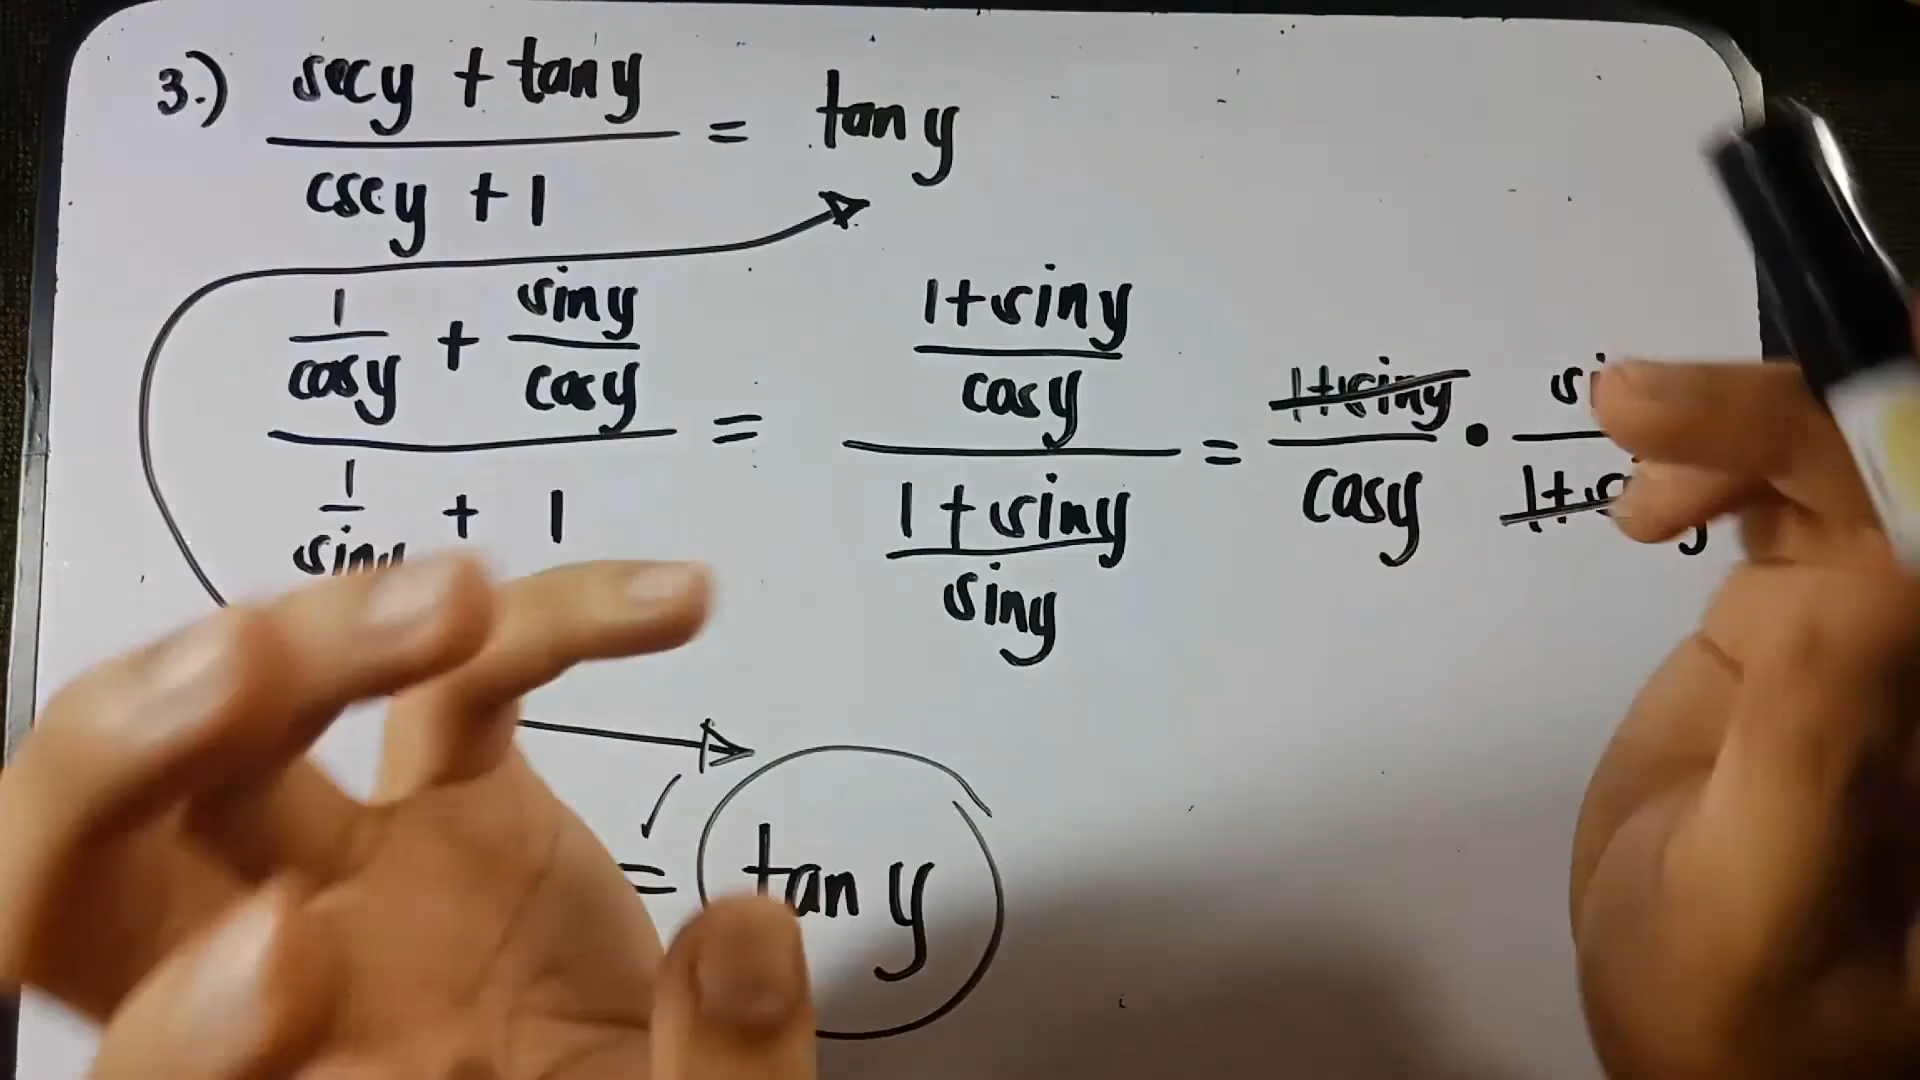 3.) secy + tany / cscy + 1 = tany
1/cosy + siny/cosy / 1/siny + 1 = 1+siny/cosy / 1+siny/siny = 1+siny/cosy •
= tan y